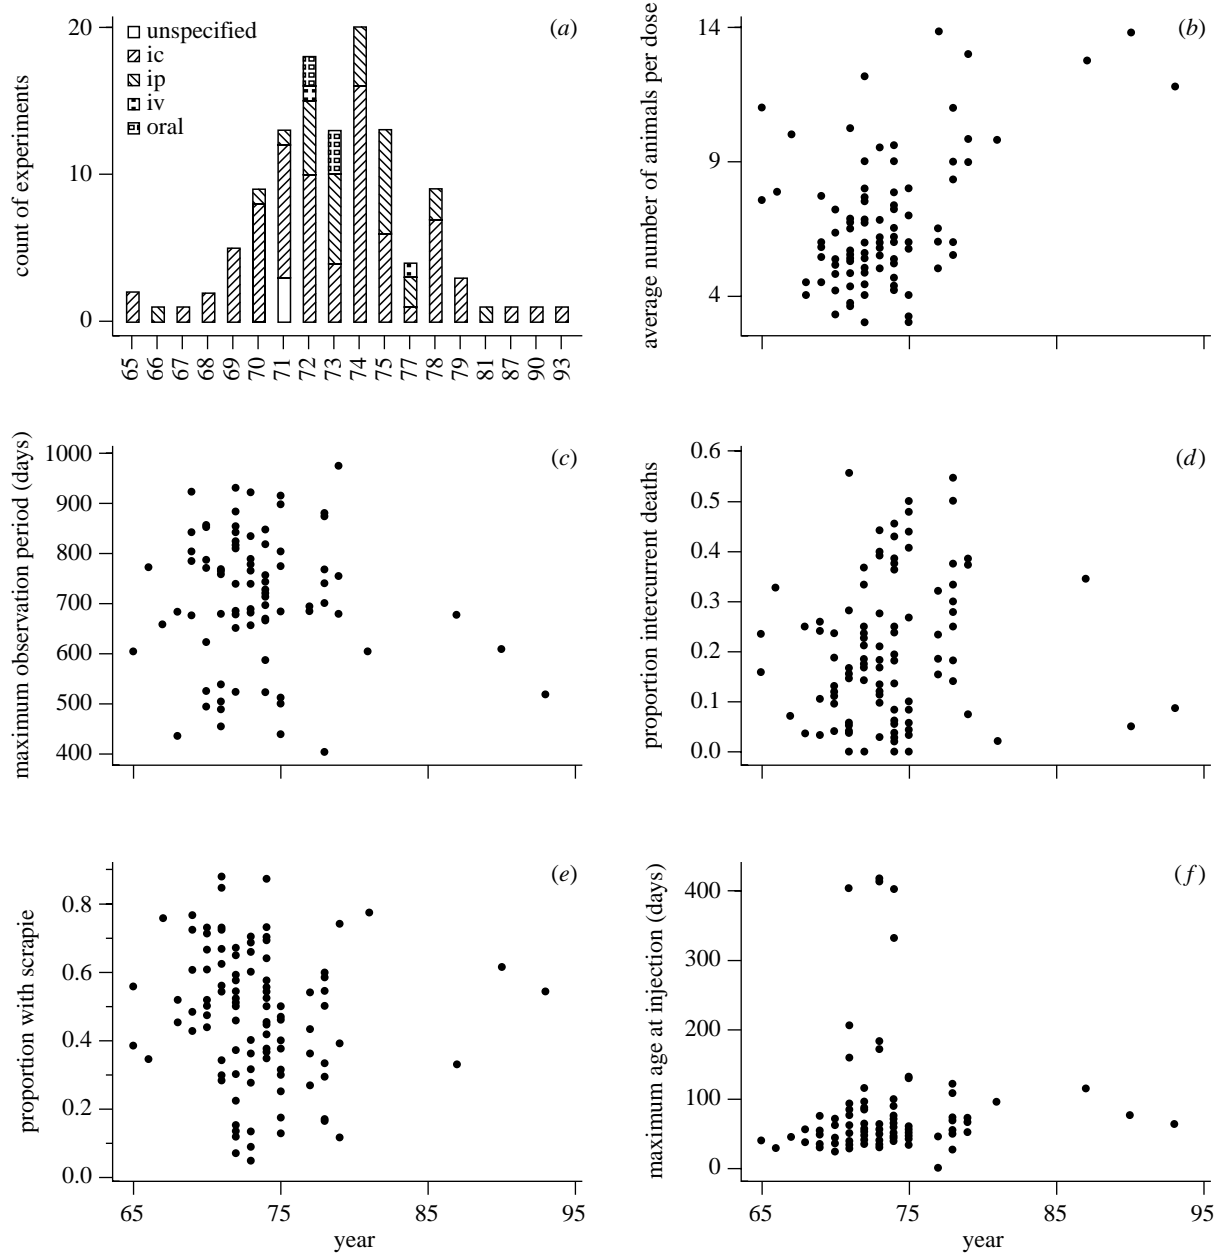 (a)
20
10
0
count of experiments
unspecified
ic
ip
iv
oral
65 66 67 68 69 70 71 72 73 74 75 77 78 79 81 87 90 93
(b)
14
9
4
average number of animals per dose
(c)
1000
900
800
700
600
500
400
maximum observation period (days)
(d)
0.6
0.5
0.4
0.3
0.2
0.1
0.0
proportion intercurrent deaths
(e)
0.8
0.6
0.4
0.2
0.0
proportion with scrapie
65 75 85 95
year
(f)
400
300
200
100
0
maximum age at injection (days)
65 75 85 95
year